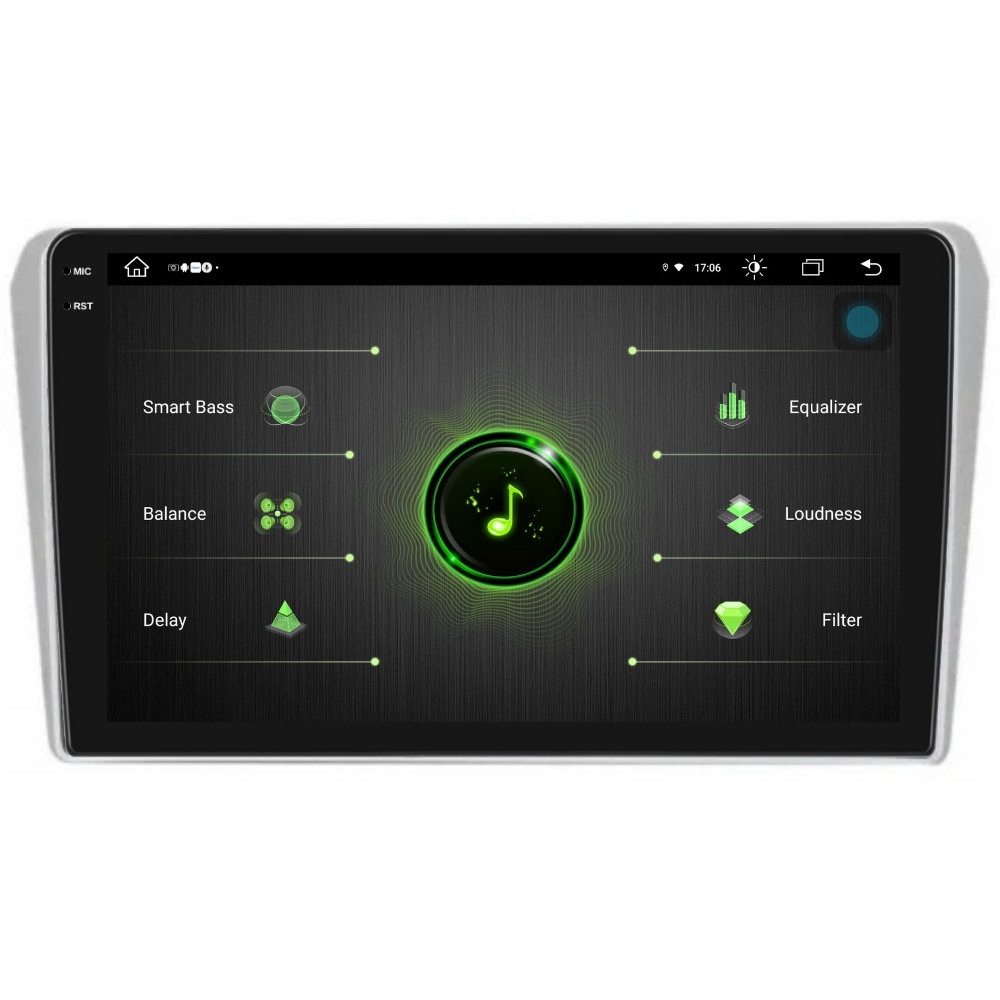 MIC
RST
17:06
Smart Bass
Balance
Delay
Equalizer
Loudness
Filter